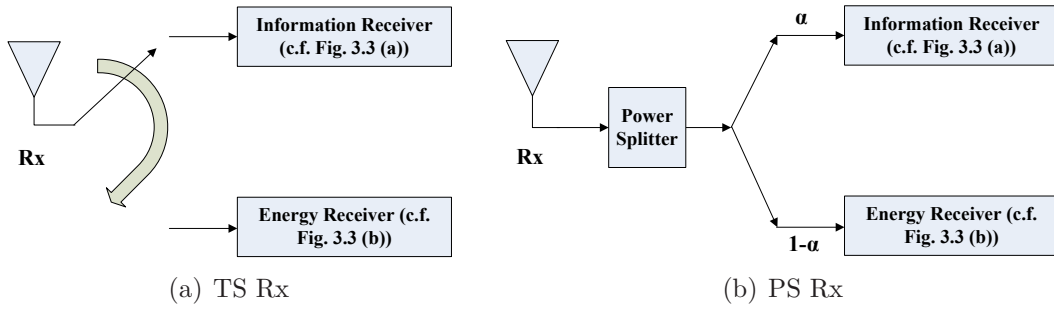 Information Receiver
(c.f. Fig. 3.3 (a))
Rx
Energy Receiver (c.f.
Fig. 3.3 (b))
(a) TS Rx
α
Information Receiver
(c.f. Fig. 3.3 (a))
Power
Splitter
Rx
Energy Receiver (c.f.
Fig. 3.3 (b))
1-α
(b) PS Rx